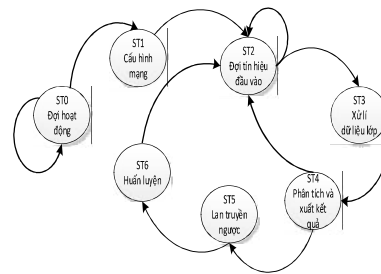 ST0
Đợi hoạt
động
ST1
Cấu hình
mạng
ST2
Đợi tín hiệu
đầu vào
ST3
Xử lí
dữ liệu lớp
ST4
Phân tích và
xuất kết
quả
ST5
Lan truyền
ngược
ST6
Huấn luyện